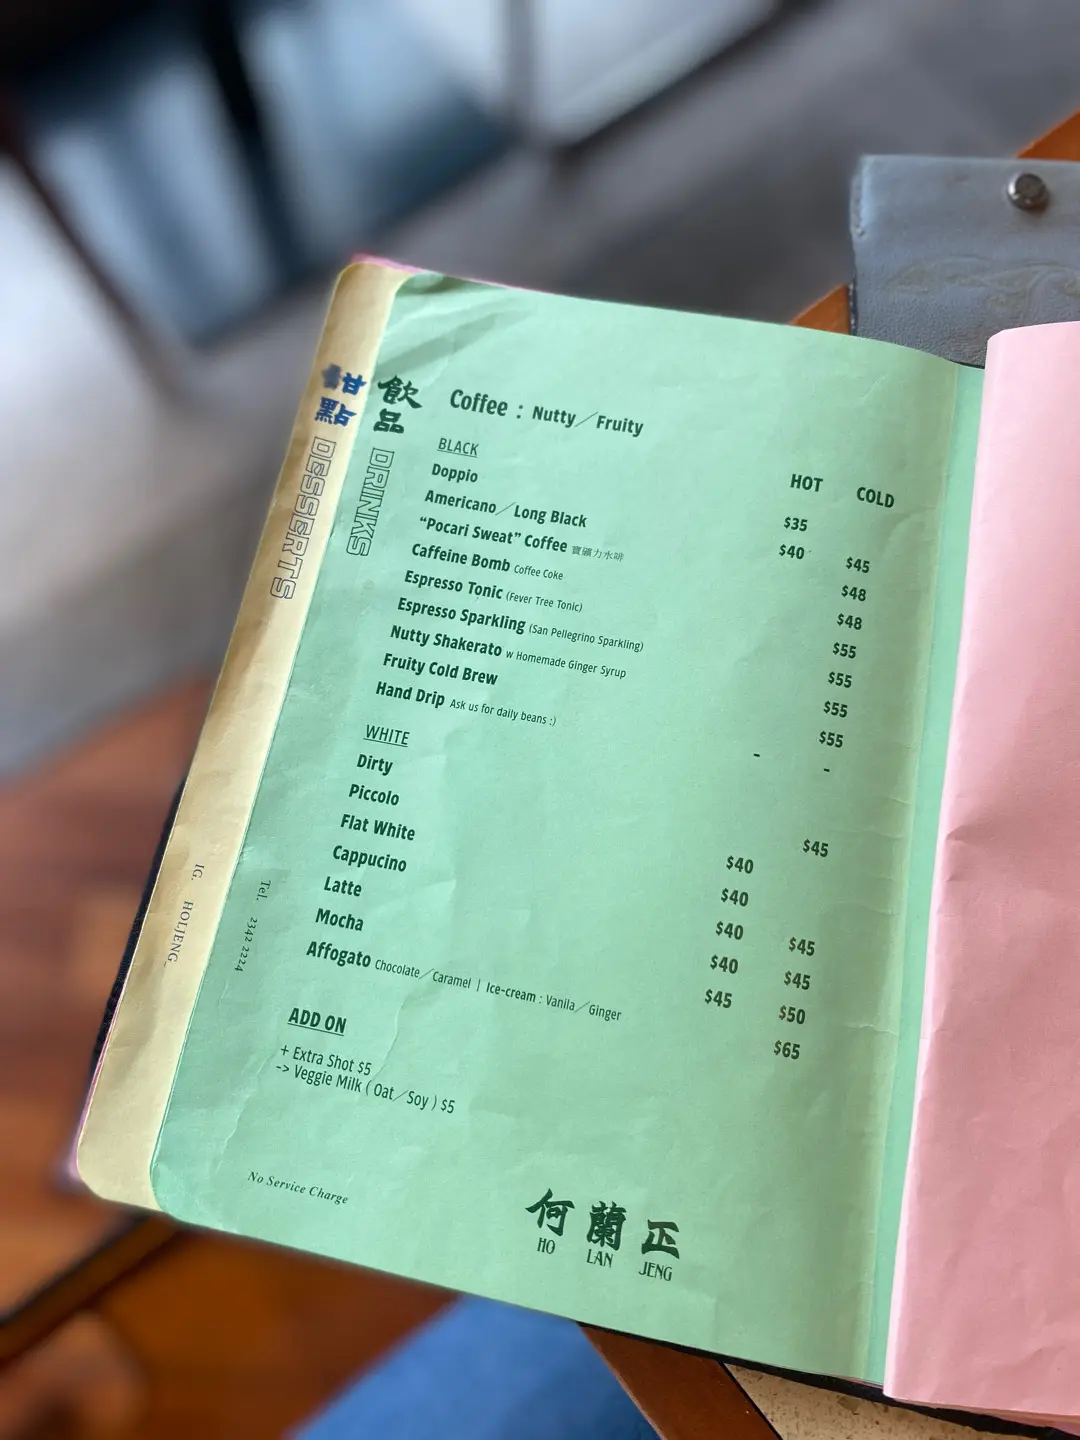 甜點 DESSERTS
IG. HOLJENG_
飲品 DRINKS
Tel. 2342 2224
Coffee : Nutty／Fruity
BLACK HOT COLD
Doppio $35
Americano／Long Black $40 $45
“Pocari Sweat” Coffee 寶礦力水啡 $48
Caffeine Bomb Coffee Coke $48
Espresso Tonic (Fever Tree Tonic) $55
Espresso Sparkling (San Pellegrino Sparkling) $55
Nutty Shakerato w Homemade Ginger Syrup $55
Fruity Cold Brew $55
Hand Drip Ask us for daily beans :) - -
WHITE
Dirty $45
Piccolo $40
Flat White $40
Cappucino $40 $45
Latte $40 $45
Mocha $45 $50
Affogato Chocolate／Caramel | Ice-cream : Vanila／Ginger $65
ADD ON
+ Extra Shot $5
-> Veggie Milk ( Oat／Soy ) $5
No Service Charge
何蘭正
HO LAN JENG